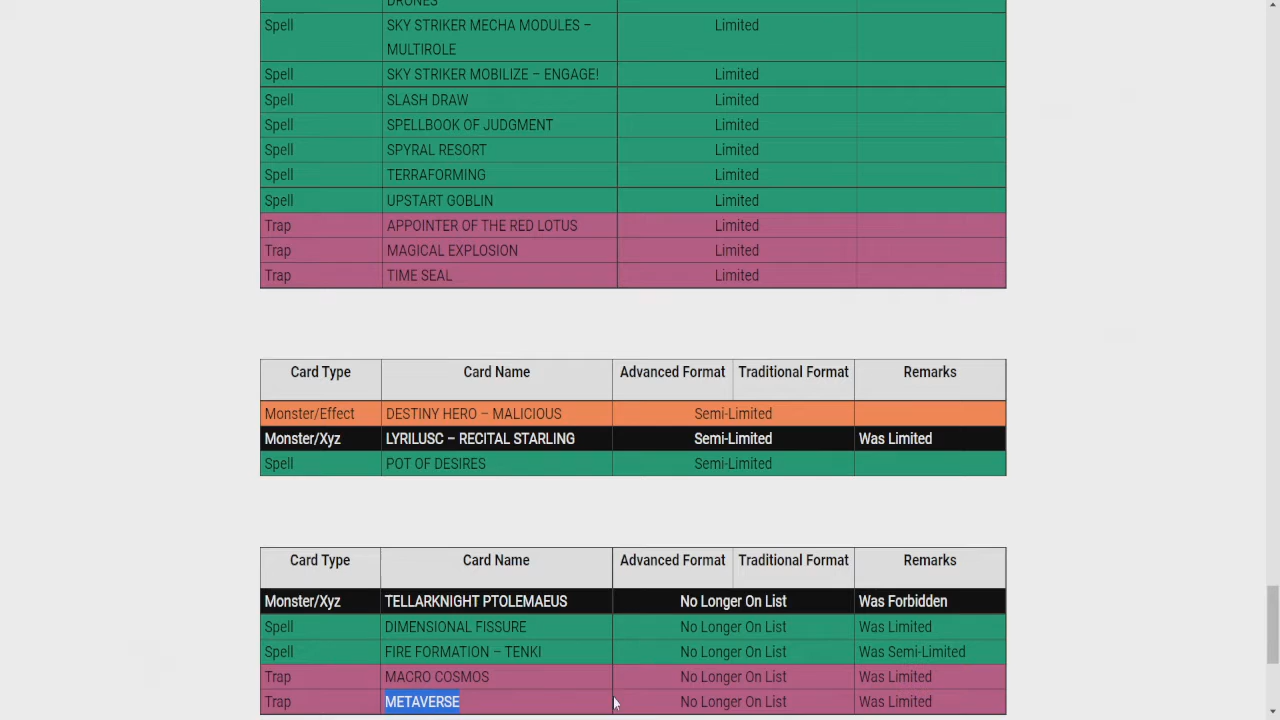 DRONES
Spell SKY STRIKER MECHA MODULES – Limited
MULTIROLE
Spell SKY STRIKER MOBILIZE – ENGAGE! Limited
Spell SLASH DRAW Limited
Spell SPELLBOOK OF JUDGMENT Limited
Spell SPYRAL RESORT Limited
Spell TERRAFORMING Limited
Spell UPSTART GOBLIN Limited
Trap APPOINTER OF THE RED LOTUS Limited
Trap MAGICAL EXPLOSION Limited
Trap TIME SEAL Limited
Card Type Card Name Advanced Format Traditional Format Remarks
Monster/Effect DESTINY HERO – MALICIOUS Semi-Limited
Monster/Xyz LYRILUSC – RECITAL STARLING Semi-Limited Was Limited
Spell POT OF DESIRES Semi-Limited
Card Type Card Name Advanced Format Traditional Format Remarks
Monster/Xyz TELLARKNIGHT PTOLEMAEUS No Longer On List Was Forbidden
Spell DIMENSIONAL FISSURE No Longer On List Was Limited
Spell FIRE FORMATION – TENKI No Longer On List Was Semi-Limited
Trap MACRO COSMOS No Longer On List Was Limited
Trap METAVERSE No Longer On List Was Limited